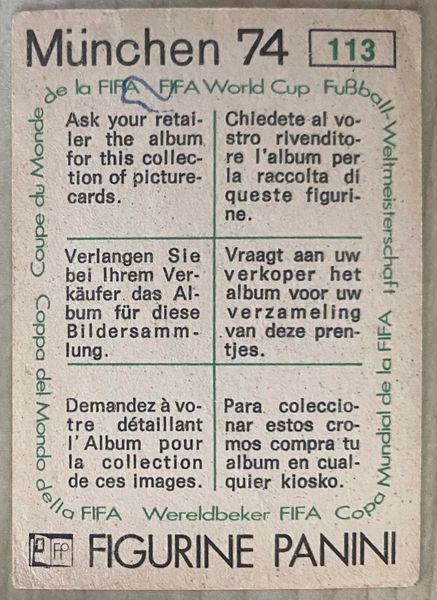 München 74 113
de la FIFA FIFA World Cup Fußball-Weltmeisterschaft
Coupe du Monde
Ask your retai-
ler the album
for this collec-
tion of picture-
cards.
Chiedete al vo-
stro rivendito-
re l'album per
la raccolta di
queste figuri-
ne.
Verlangen Sie
bei Ihrem Ver-
käufer das Al-
bum für diese
Bildersamm-
lung.
Vraagt aan uw
verkoper het
album voor uw
verzameling
van deze pren-
tjes.
Demandez à vo-
tre détaillant
l'Album pour
la collection
de ces images.
Para coleccio-
nar estos cro-
mos compra tu
album en cual-
quier kiosko.
Coppa del Mondo della FIFA Wereldbeker FIFA Copa Mundial de la FIFA
FIGURINE PANINI